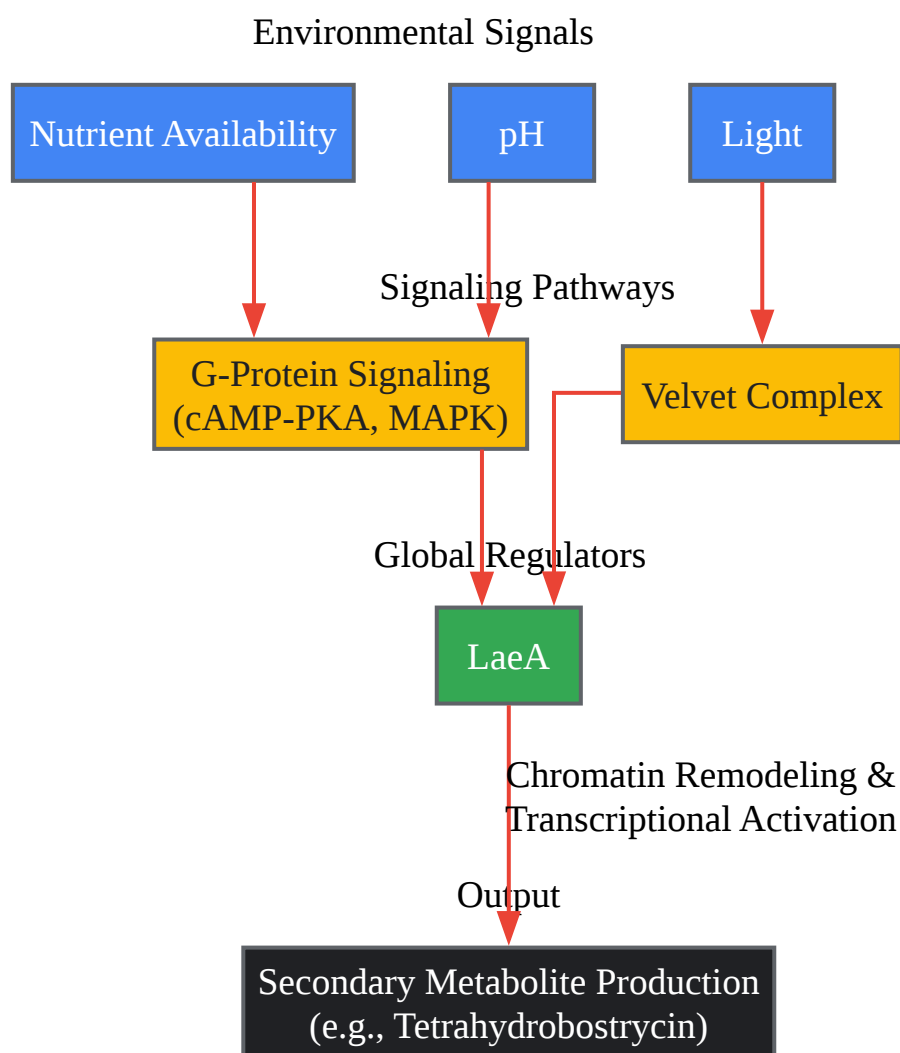 Environmental Signals
Nutrient Availability
pH
Light
Signaling Pathways
G-Protein Signaling
(cAMP-PKA, MAPK)
Velvet Complex
Global Regulators
LaeA
Chromatin Remodeling &
Transcriptional Activation
Output
Secondary Metabolite Production
(e.g., Tetrahydrobostrycin)